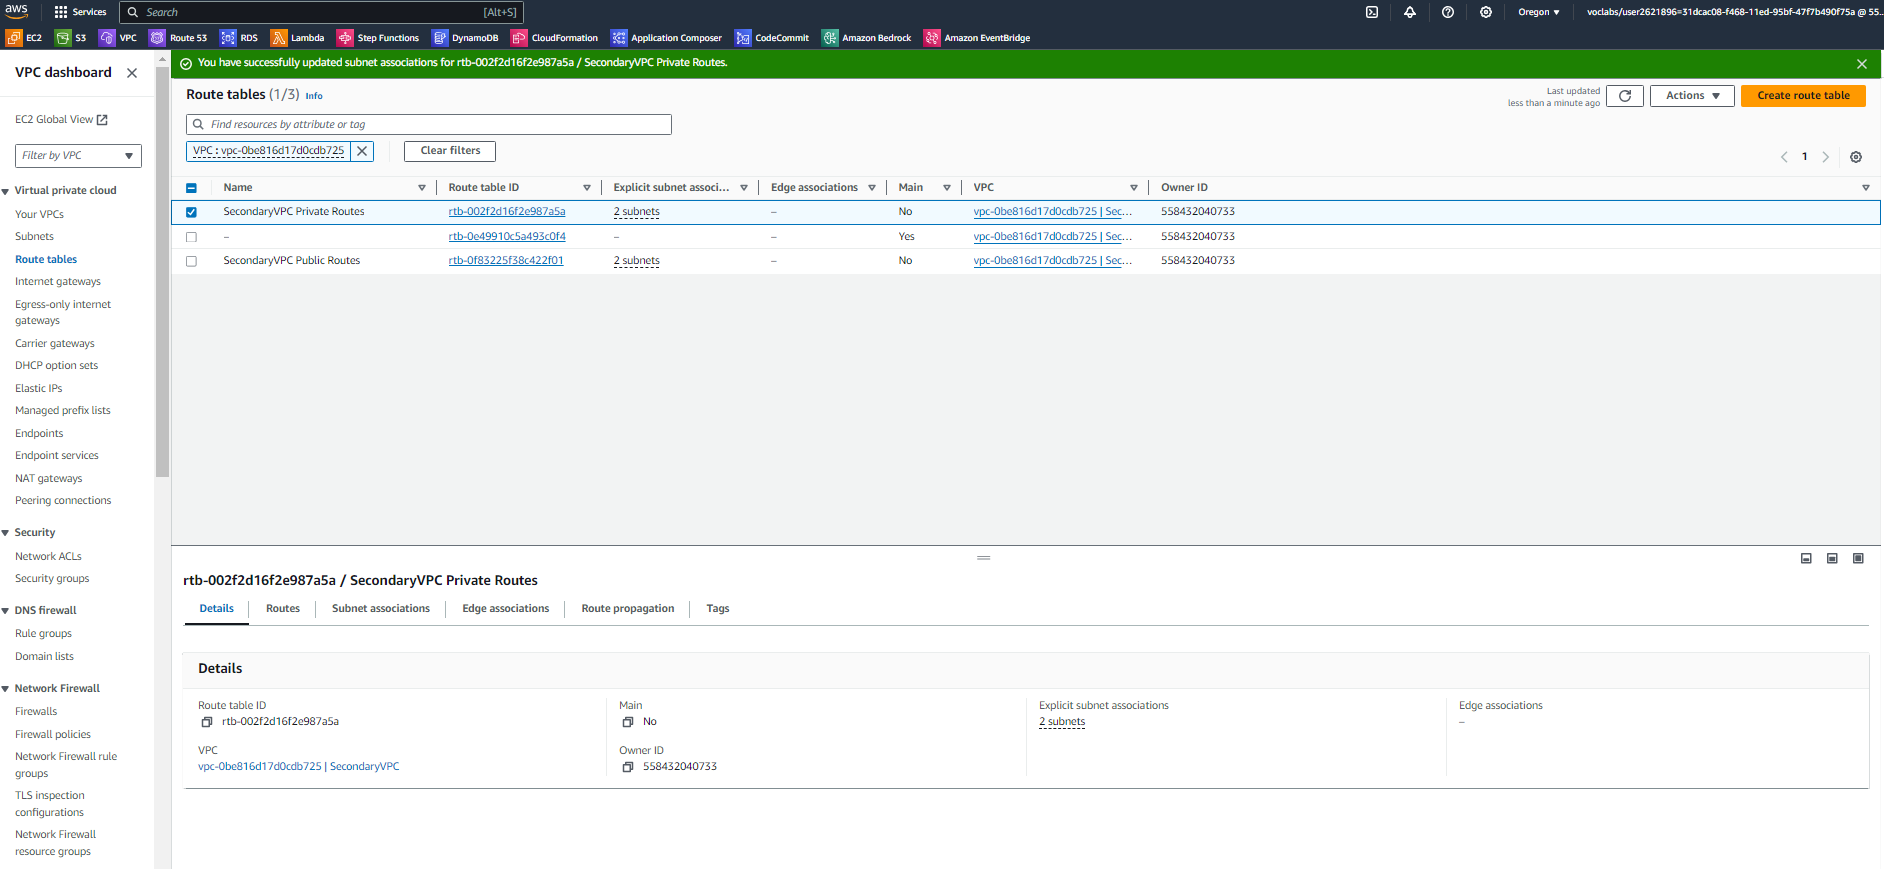 aws Services Search [Alt+S] Oregon ▼ voclabs/user2621896=31dcac08-f468-11ed-95bf-47f7b490f75a @ 55...
EC2 S3 VPC Route 53 RDS Lambda Step Functions DynamoDB CloudFormation Application Composer CodeCommit Amazon Bedrock Amazon EventBridge
VPC dashboard
EC2 Global View
Filter by VPC
Virtual private cloud
Your VPCs
Subnets
Route tables
Internet gateways
Egress-only internet
gateways
Carrier gateways
DHCP option sets
Elastic IPs
Managed prefix lists
Endpoints
Endpoint services
NAT gateways
Peering connections
Security
Network ACLs
Security groups
DNS firewall
Rule groups
Domain lists
Network Firewall
Firewalls
Firewall policies
Network Firewall rule
groups
TLS inspection
configurations
Network Firewall
resource groups
You have successfully updated subnet associations for rtb-002f2d16f2e987a5a / SecondaryVPC Private Routes.
Route tables (1/3) Info
Last updated
less than a minute ago
Actions
Create route table
Find resources by attribute or tag
VPC : vpc-0be816d17d0cdb725
Clear filters
1
Name Route table ID Explicit subnet associ... Edge associations Main VPC Owner ID
SecondaryVPC Private Routes rtb-002f2d16f2e987a5a 2 subnets – No vpc-0be816d17d0cdb725 | Sec... 558432040733
– rtb-0e49910c5a493c0f4 – – Yes vpc-0be816d17d0cdb725 | Sec... 558432040733
SecondaryVPC Public Routes rtb-0f83225f38c422f01 2 subnets – No vpc-0be816d17d0cdb725 | Sec... 558432040733
rtb-002f2d16f2e987a5a / SecondaryVPC Private Routes
Details Routes Subnet associations Edge associations Route propagation Tags
Details
Route table ID
rtb-002f2d16f2e987a5a
Main
No
Explicit subnet associations
2 subnets
Edge associations
–
VPC
vpc-0be816d17d0cdb725 | SecondaryVPC
Owner ID
558432040733